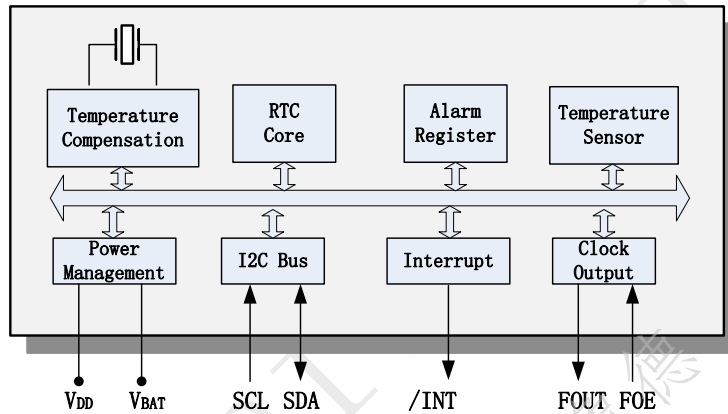 Temperature
Compensation
RTC
Core
Alarm
Register
Temperature
Sensor
Power
Management
I2C Bus
Interrupt
Clock
Output
VDD
VBAT
SCL SDA
/INT
FOUT FOE
德